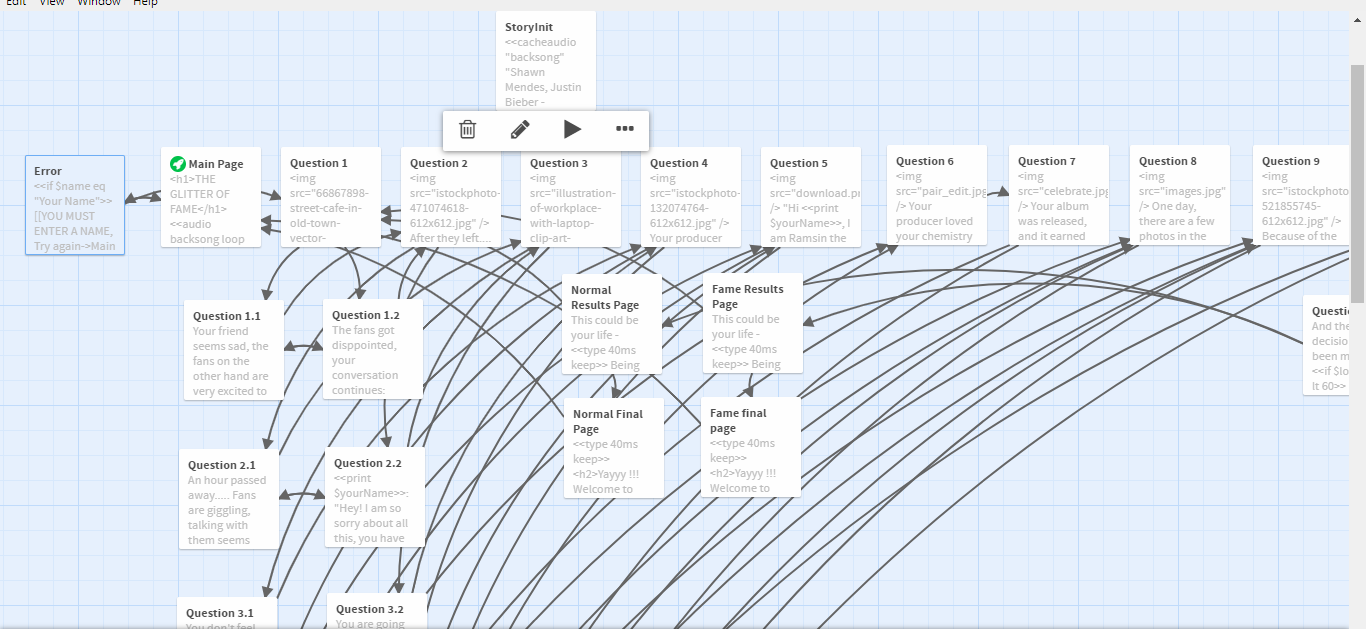 Edit View Window Help
StoryInit
<<cacheaudio
"backsong"
"Shawn
Mendes, Justin
Bieber -
Error
<<if $name eq
"Your Name">>
[[YOU MUST
ENTER A NAME,
Try again->Main
Main Page
<h1>THE
GLITTER OF
FAME</h1>
<<audio
backsong loop
Question 1
<img
src="66867898-
street-cafe-in-
old-town-
vector-
Question 2
<img
src="istockphoto-
471074618-
612x612.jpg" />
After they left....
Question 3
<img
src="illustration-
of-workplace-
with-laptop-
clip-art-
Question 4
<img
src="istockphoto-
132074764-
612x612.jpg" />
Your producer
Question 5
<img
src="download.pn
/> "Hi <<print
$yourName>>, I
am Ramsin the
Question 6
<img
src="pair_edit.jpg
/> Your
producer loved
your chemistry
Question 7
<img
src="celebrate.jpg
/> Your album
was released,
and it earned
Question 8
<img
src="images.jpg"
/> One day,
there are a few
photos in the
Question 9
<img
src="istockphoto
521855745-
612x612.jpg" />
Because of the
Question 1.1
Your friend
seems sad, the
fans on the
other hand are
very excited to
Question 1.2
The fans got
disppointed,
your
conversation
continues:
Normal
Results Page
This could be
your life -
<<type 40ms
keep>> Being
Fame Results
Page
This could be
your life -
<<type 40ms
keep>> Being
Questi
And the
decisio
been m
<<if $lo
lt 60>>
Normal Final
Page
<<type 40ms
keep>>
<h2>Yayyy !!!
Welcome to
Fame final
page
<<type 40ms
keep>>
<h2>Yayyy !!!
Welcome to
Question 2.1
An hour passed
away..... Fans
are giggling,
talking with
them seems
Question 2.2
<<print
$yourName>>:
"Hey! I am so
sorry about all
this, you have
Question 3.1
You don't feel
Question 3.2
You are going